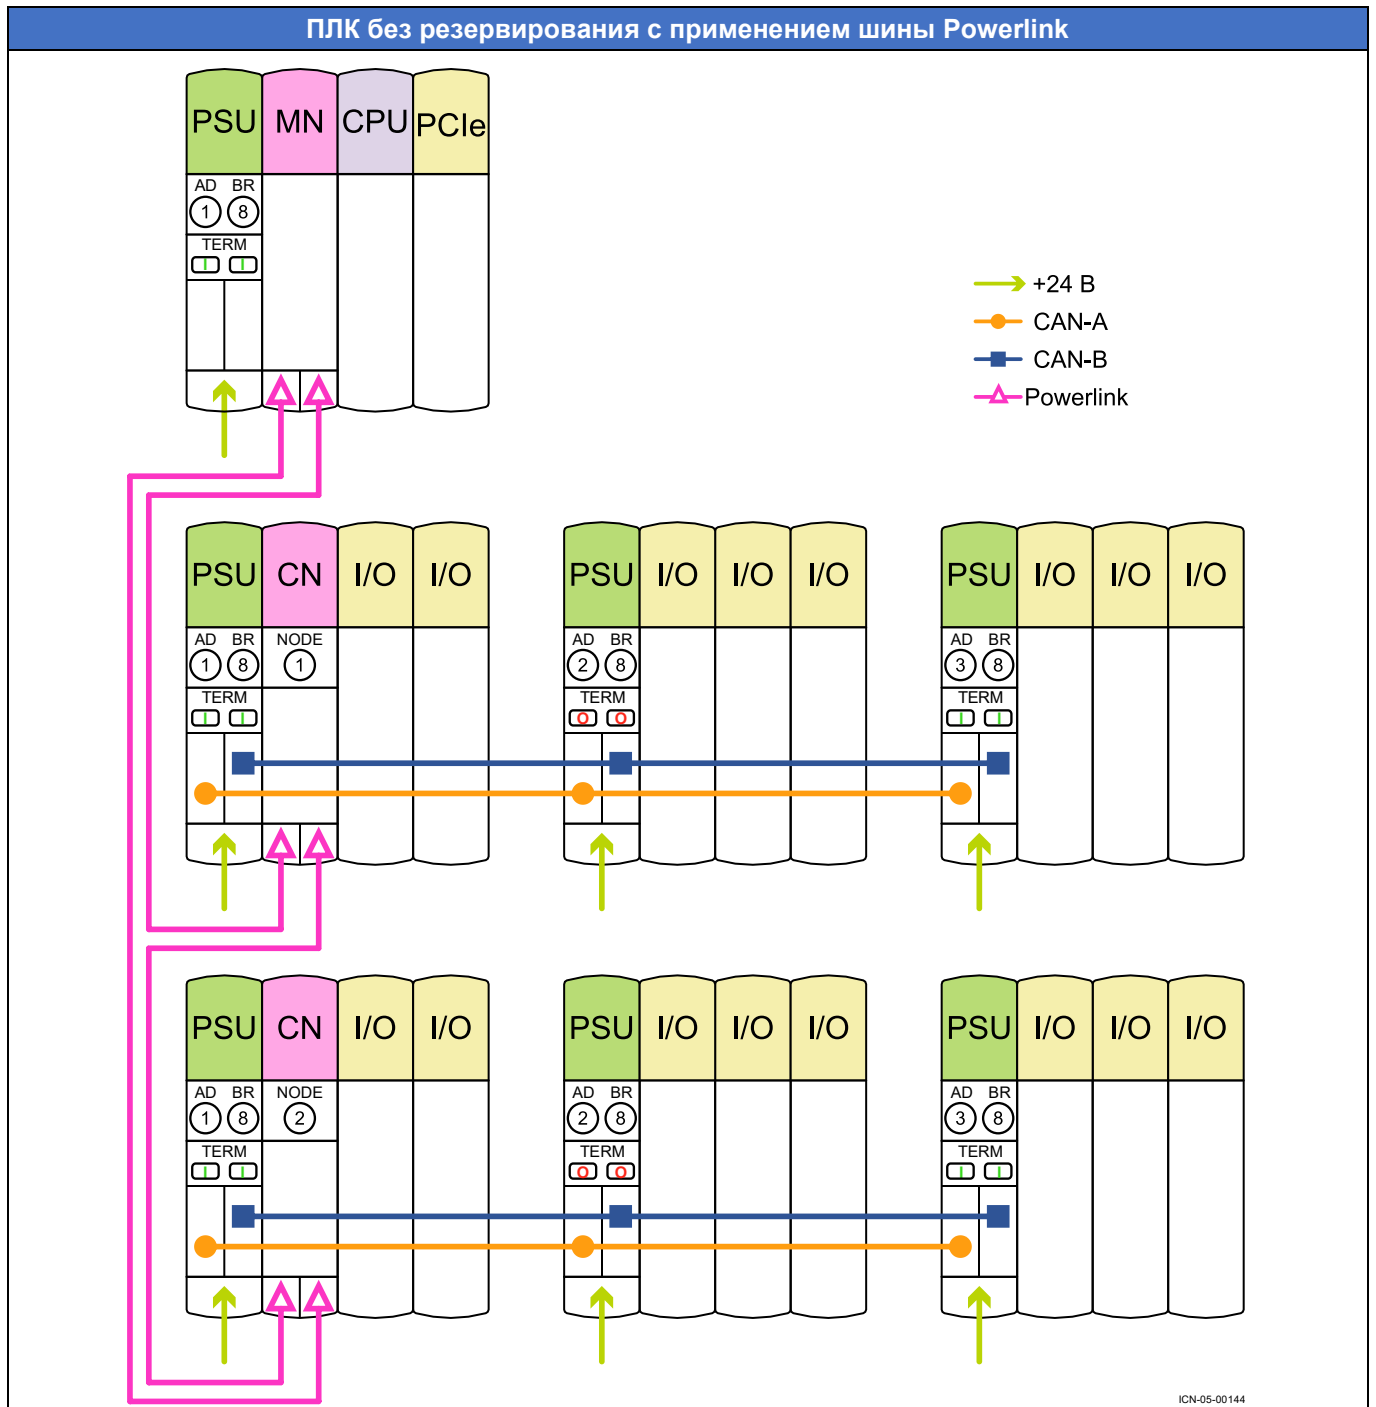 ПЛК без резервирования с применением шины Powerlink
PSU MN CPU PCIe
AD BR
1 8
TERM
I I
+24 В
CAN-A
CAN-B
Powerlink
PSU CN I/O I/O PSU I/O I/O I/O PSU I/O I/O I/O
AD BR NODE AD BR AD BR
1 8 1 2 8 3 8
TERM TERM TERM
I I O O I I
PSU CN I/O I/O PSU I/O I/O I/O PSU I/O I/O I/O
AD BR NODE AD BR AD BR
1 8 2 2 8 3 8
TERM TERM TERM
I I O O I I
ICN-05-00144